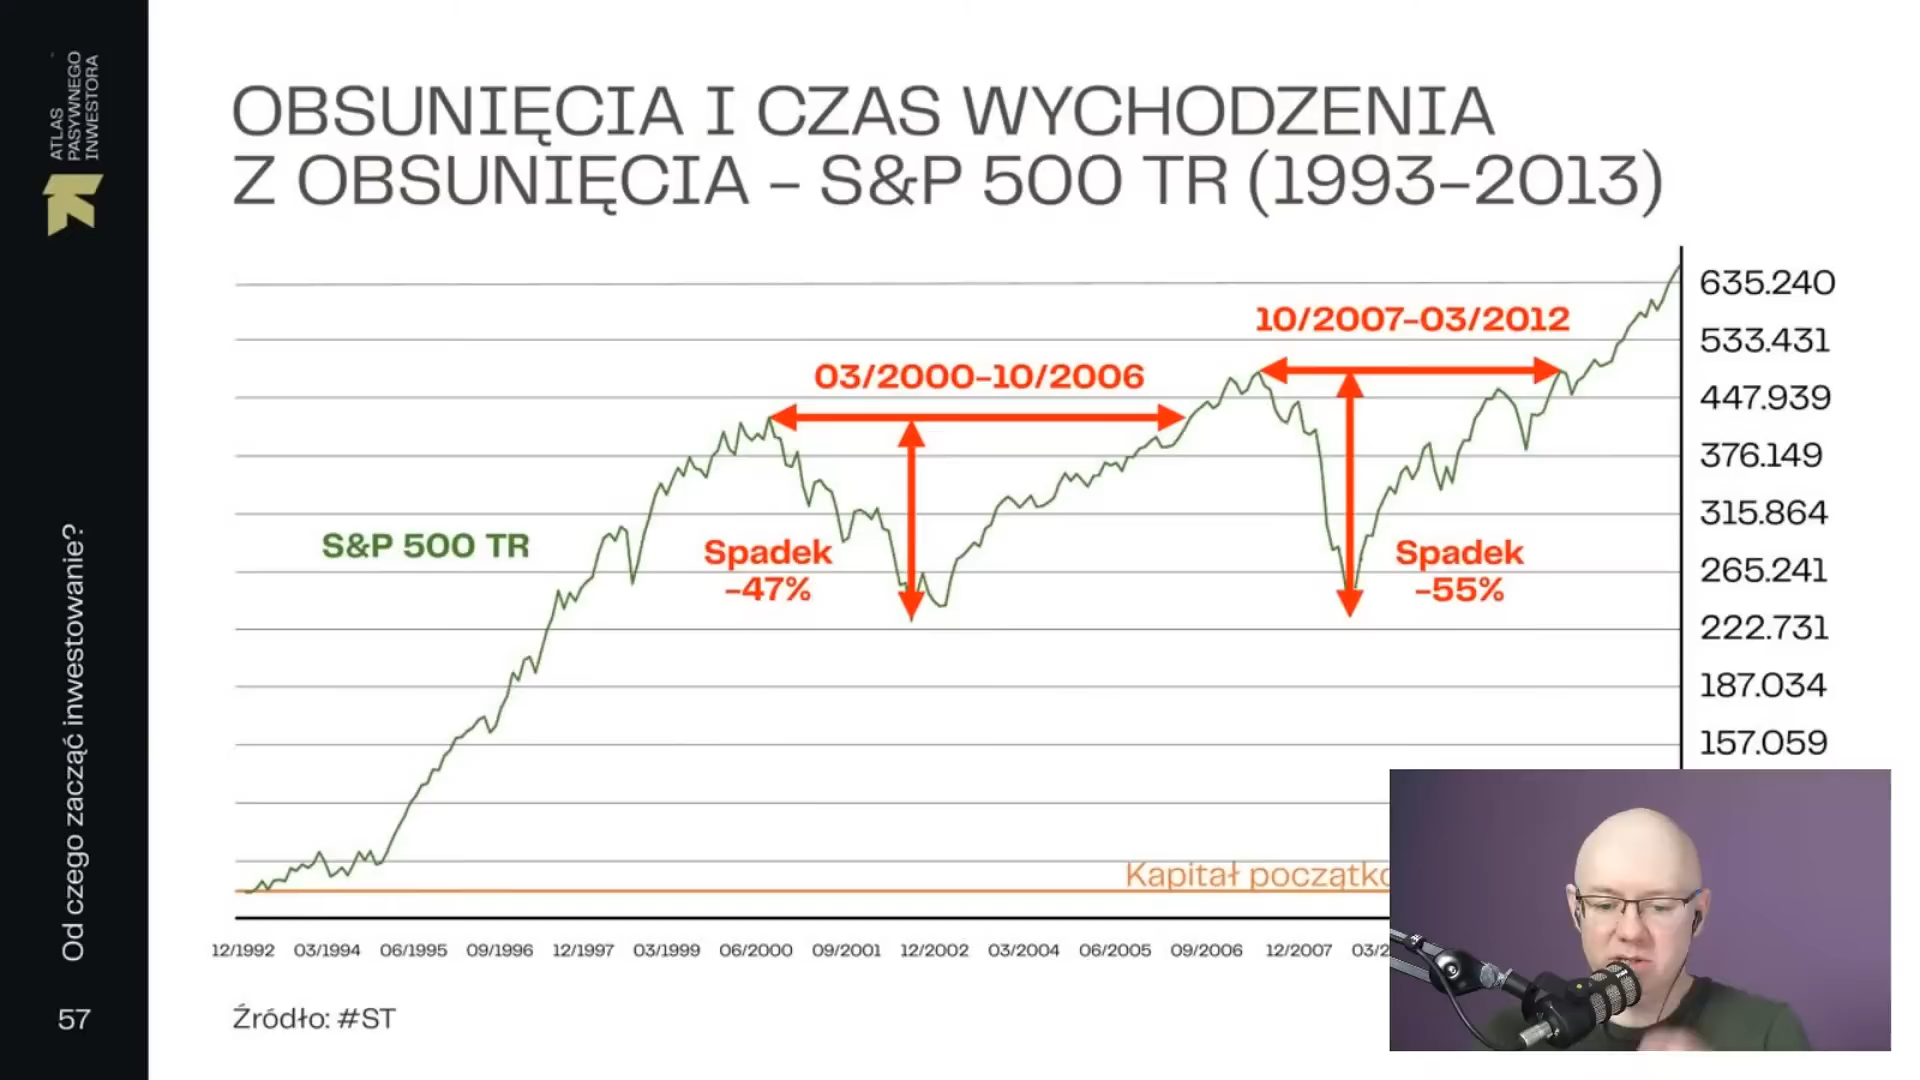 ATLAS
PASYWNEGO
INWESTORA
Od czego zacząć inwestowanie?
57
OBSUNIĘCIA I CZAS WYCHODZENIA
Z OBSUNIĘCIA – S&P 500 TR (1993–2013)
635.240
533.431
447.939
376.149
315.864
265.241
222.731
187.034
157.059
10/2007–03/2012
03/2000–10/2006
S&P 500 TR
Spadek
–47%
Spadek
–55%
Kapitał
12/1992 03/1994 06/1995 09/1996 12/1997 03/1999 06/2000 09/2001 12/2002 03/2004 06/2005 09/2006 12/2007
Źródło: #ST